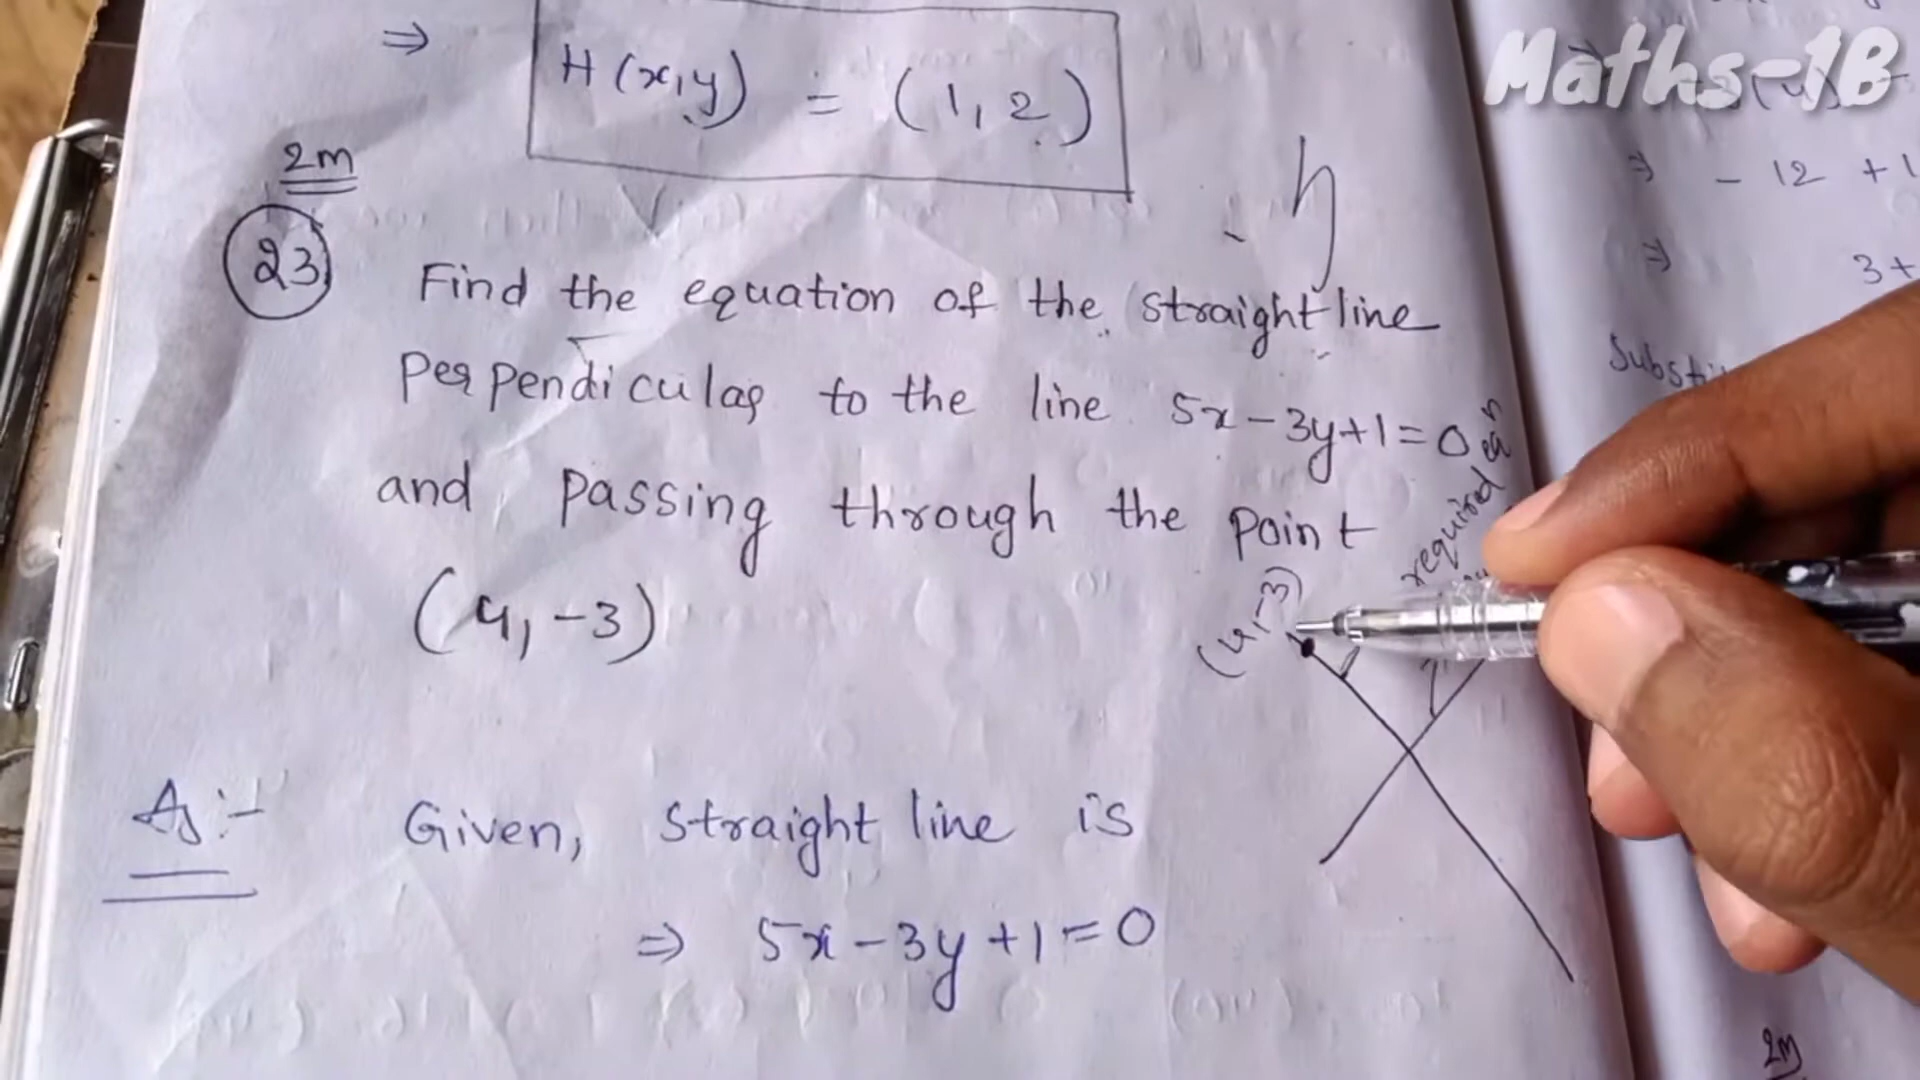 Maths-1B
⇒ H(x,y) = (1, 2)
2m
23
Find the equation of the straight line
perpendicular to the line 5x-3y+1=0
and passing through the point
(4, -3)
required eqn
(4,-3)
As:-
Given, straight line is
⇒ 5x-3y+1=0
⇒ - 12 + 1
⇒ 3+
2m